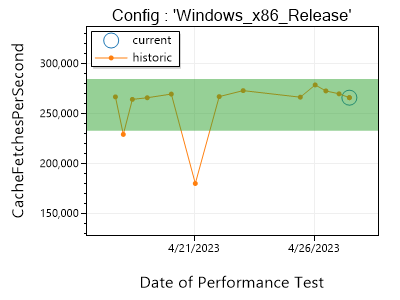 Config : 'Windows_x86_Release'
current
historic
300,000
250,000
200,000
150,000
CacheFetchesPerSecond
4/21/2023
4/26/2023
Date of Performance Test